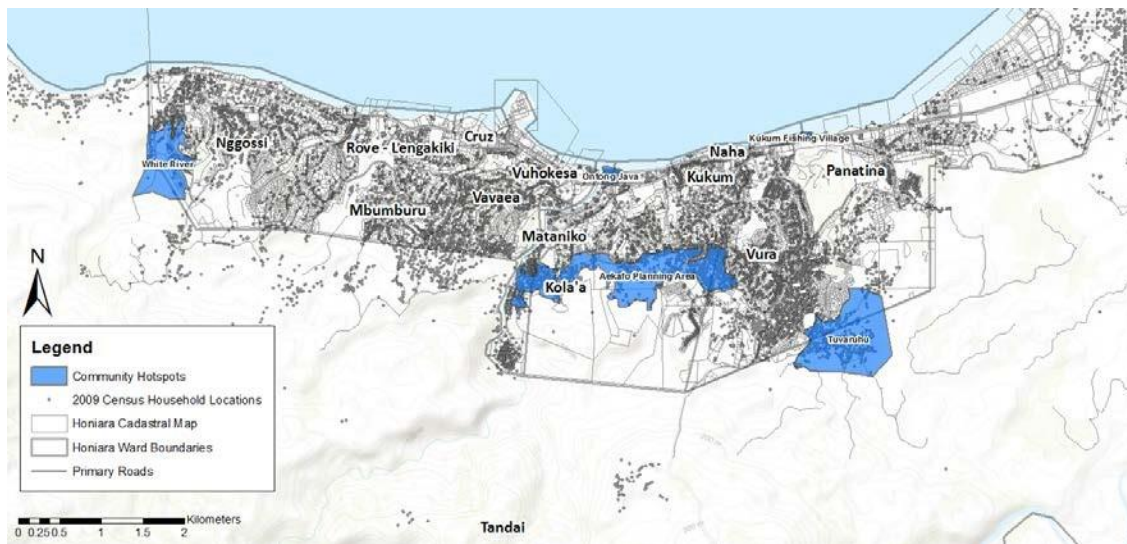 Nggossi
White River
Rove - Lengakiki
Cruz
Mbumburu
Vavaea
Vuhokesa
Ontong Java
Naha
Kukum Fishing Village
Kukum
Panatina
Mataniko
Vura
Kola'a
Aekafo Planning Area
Tuvaruhu
N
Legend
Community Hotspots
2009 Census Household Locations
Honiara Cadastral Map
Honiara Ward Boundaries
Primary Roads
Kilometers
0 0.25 0.5 1 1.5 2
Tandai